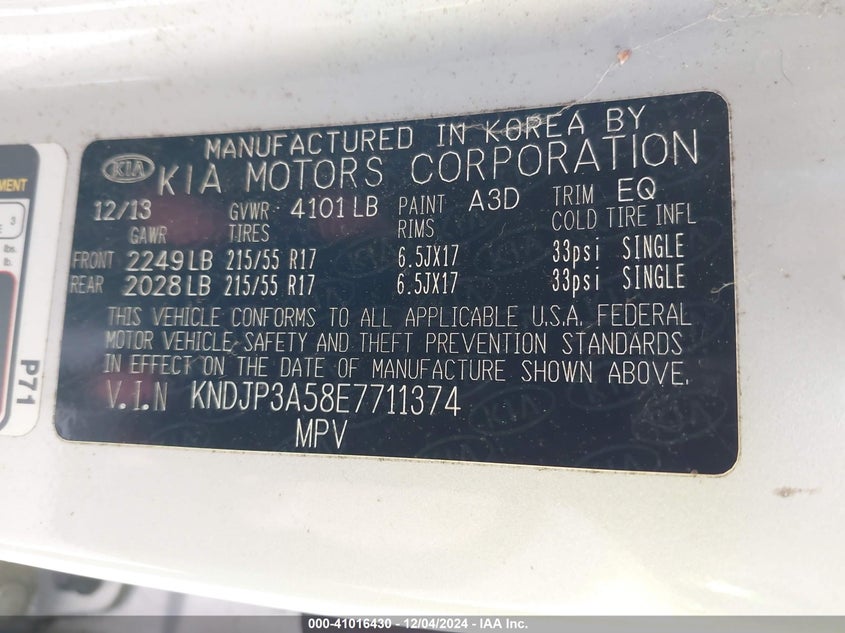 MANUFACTURED IN KOREA BY
KIA KIA MOTORS CORPORATION
12/13 GVWR 4101 LB PAINT A3D TRIM EQ
GAWR TIRES RIMS COLD TIRE INFL
FRONT 2249 LB 215/55 R17 6.5JX17 33psi SINGLE
REAR 2028 LB 215/55 R17 6.5JX17 33psi SINGLE
THIS VEHICLE CONFORMS TO ALL APPLICABLE U.S.A. FEDERAL
MOTOR VEHICLE SAFETY AND THEFT PREVENTION STANDARDS
IN EFFECT ON THE DATE OF MANUFACTURE SHOWN ABOVE.
V.I.N KNDJP3A58E7711374
MPV
MENT
3
lbs.
lb.
P71
000-41016430 - 12/04/2024 - IAA Inc.